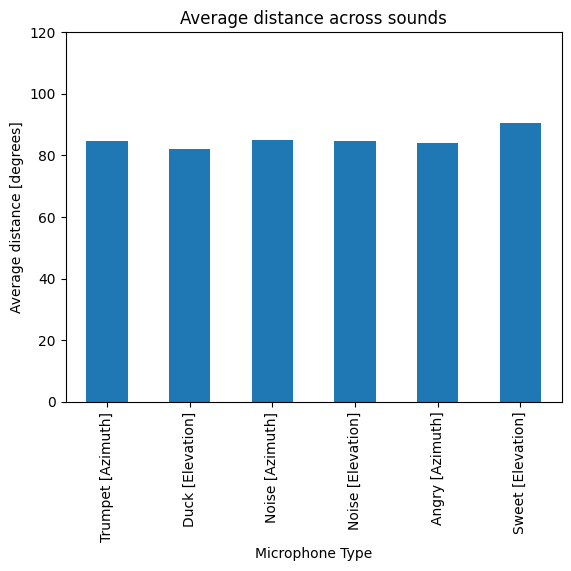 Average distance across sounds
Average distance [degrees]
120
100
80
60
40
20
0
Trumpet [Azimuth]
Duck [Elevation]
Noise [Azimuth]
Noise [Elevation]
Angry [Azimuth]
Sweet [Elevation]
Microphone Type